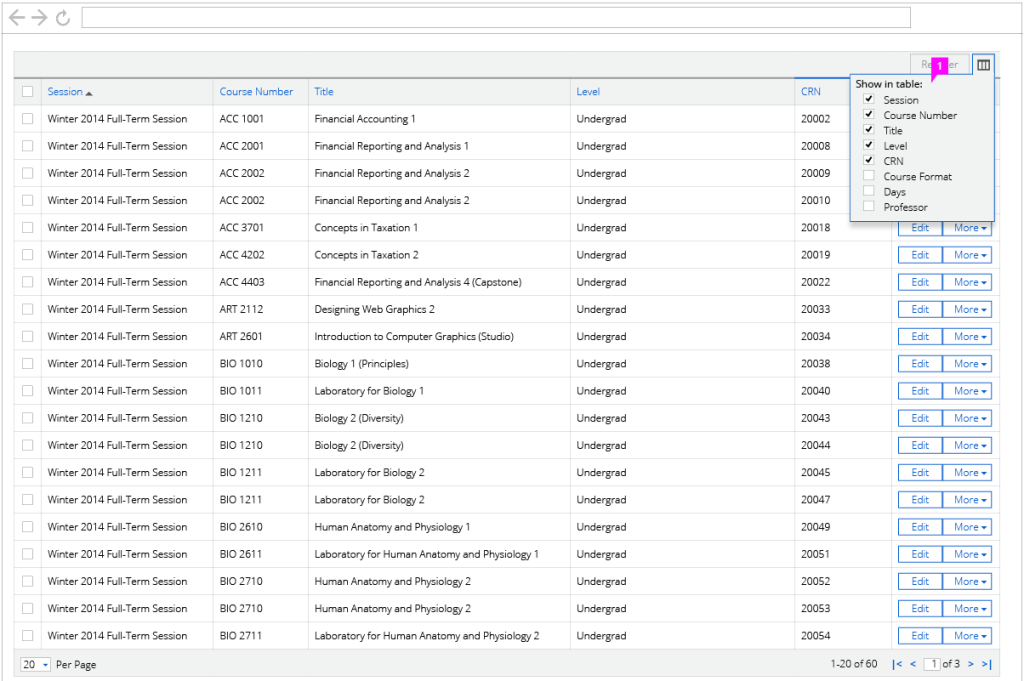 Re er
1
Show in table:
Session
Course Number
Title
Level
CRN
Course Format
Days
Professor
Session Course Number Title Level CRN
Winter 2014 Full-Term Session ACC 1001 Financial Accounting 1 Undergrad 20002
Winter 2014 Full-Term Session ACC 2001 Financial Reporting and Analysis 1 Undergrad 20008
Winter 2014 Full-Term Session ACC 2002 Financial Reporting and Analysis 2 Undergrad 20009
Winter 2014 Full-Term Session ACC 2002 Financial Reporting and Analysis 2 Undergrad 20010
Winter 2014 Full-Term Session ACC 3701 Concepts in Taxation 1 Undergrad 20018 Edit More
Winter 2014 Full-Term Session ACC 4202 Concepts in Taxation 2 Undergrad 20019 Edit More
Winter 2014 Full-Term Session ACC 4403 Financial Reporting and Analysis 4 (Capstone) Undergrad 20022 Edit More
Winter 2014 Full-Term Session ART 2112 Designing Web Graphics 2 Undergrad 20033 Edit More
Winter 2014 Full-Term Session ART 2601 Introduction to Computer Graphics (Studio) Undergrad 20034 Edit More
Winter 2014 Full-Term Session BIO 1010 Biology 1 (Principles) Undergrad 20038 Edit More
Winter 2014 Full-Term Session BIO 1011 Laboratory for Biology 1 Undergrad 20040 Edit More
Winter 2014 Full-Term Session BIO 1210 Biology 2 (Diversity) Undergrad 20043 Edit More
Winter 2014 Full-Term Session BIO 1210 Biology 2 (Diversity) Undergrad 20044 Edit More
Winter 2014 Full-Term Session BIO 1211 Laboratory for Biology 2 Undergrad 20045 Edit More
Winter 2014 Full-Term Session BIO 1211 Laboratory for Biology 2 Undergrad 20047 Edit More
Winter 2014 Full-Term Session BIO 2610 Human Anatomy and Physiology 1 Undergrad 20049 Edit More
Winter 2014 Full-Term Session BIO 2611 Laboratory for Human Anatomy and Physiology 1 Undergrad 20051 Edit More
Winter 2014 Full-Term Session BIO 2710 Human Anatomy and Physiology 2 Undergrad 20052 Edit More
Winter 2014 Full-Term Session BIO 2710 Human Anatomy and Physiology 2 Undergrad 20053 Edit More
Winter 2014 Full-Term Session BIO 2711 Laboratory for Human Anatomy and Physiology 2 Undergrad 20054 Edit More
20 Per Page 1-20 of 60 |< < 1 of 3 > >|